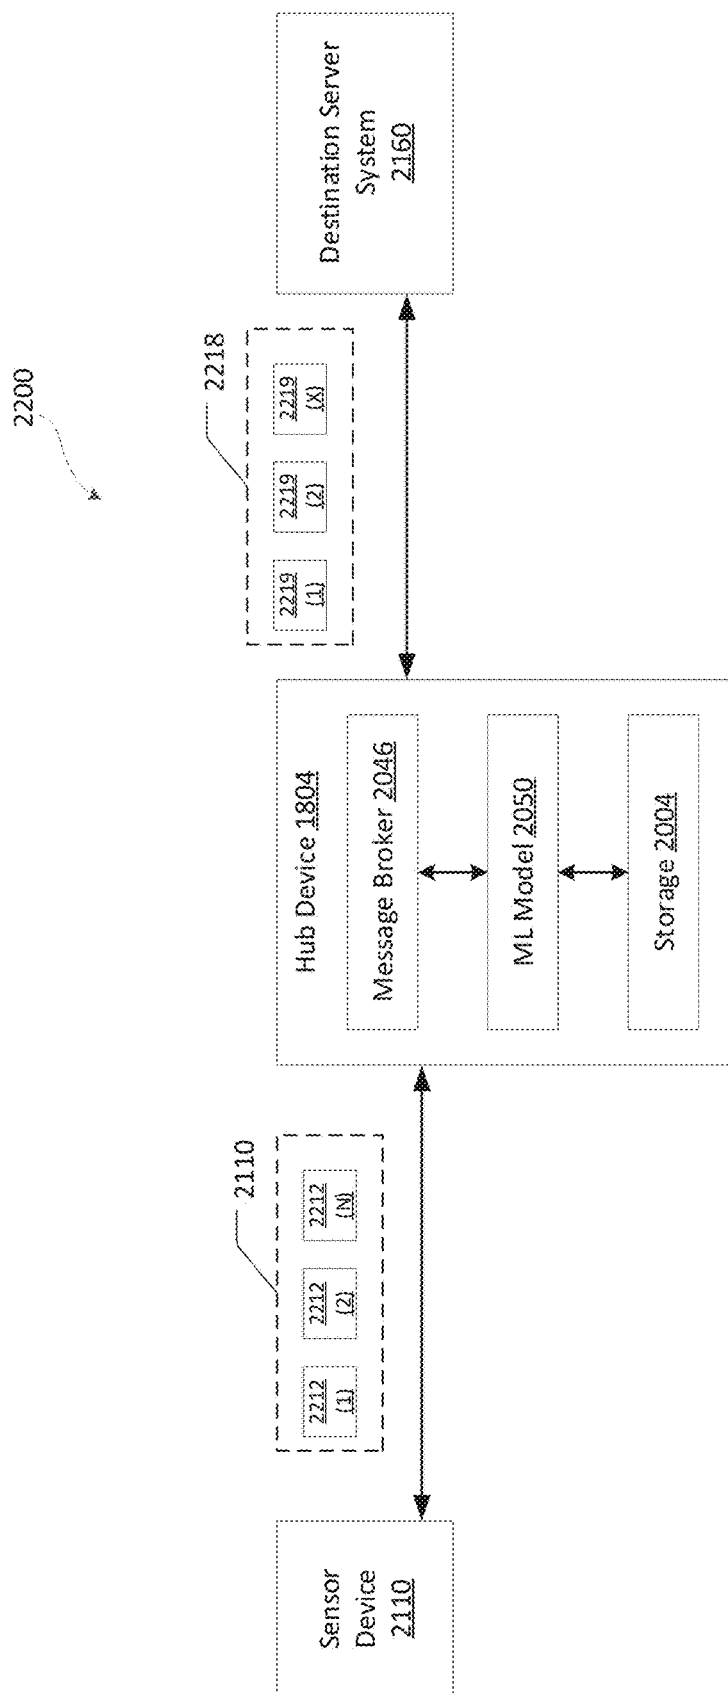 2200
Sensor
Device
2110
2110
2212
(1)
2212
(2)
2212
(N)
Hub Device 1804
Message Broker 2046
ML Model 2050
Storage 2004
2218
2219
(1)
2219
(2)
2219
(X)
Destination Server
System
2160